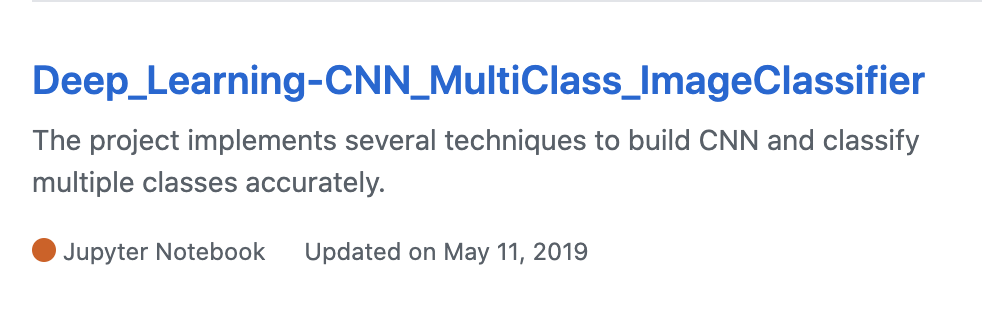 Deep_Learning-CNN_MultiClass_ImageClassifier
The project implements several techniques to build CNN and classify
multiple classes accurately.
Jupyter Notebook Updated on May 11, 2019